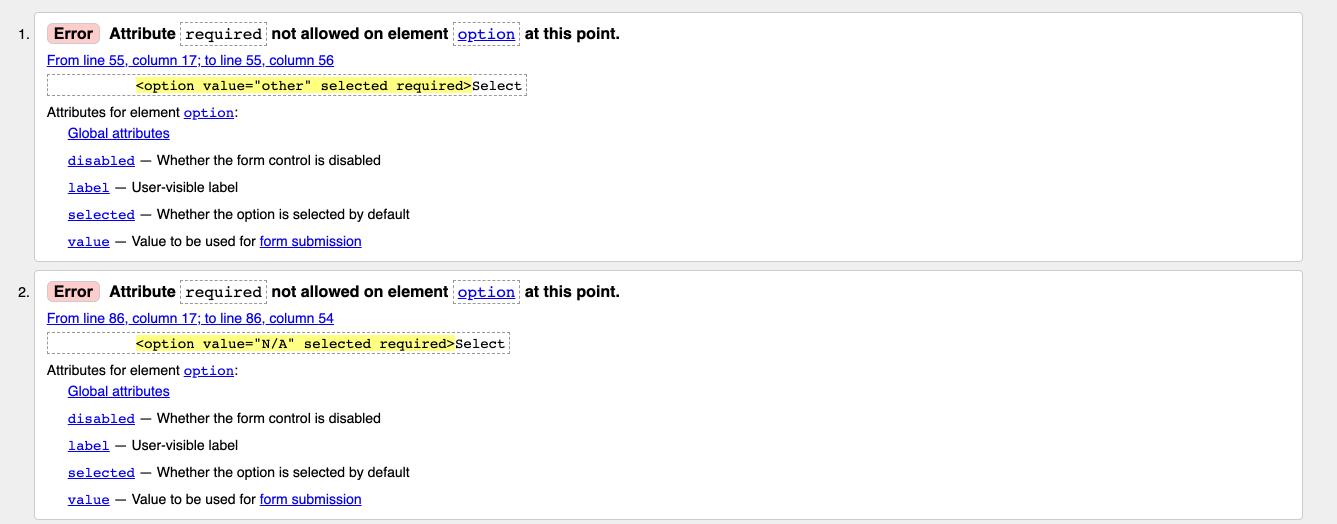 1. Error Attribute required not allowed on element option at this point.
From line 55, column 17; to line 55, column 56
<option value="other" selected required>Select
Attributes for element option:
Global attributes
disabled — Whether the form control is disabled
label — User-visible label
selected — Whether the option is selected by default
value — Value to be used for form submission
2. Error Attribute required not allowed on element option at this point.
From line 86, column 17; to line 86, column 54
<option value="N/A" selected required>Select
Attributes for element option:
Global attributes
disabled — Whether the form control is disabled
label — User-visible label
selected — Whether the option is selected by default
value — Value to be used for form submission